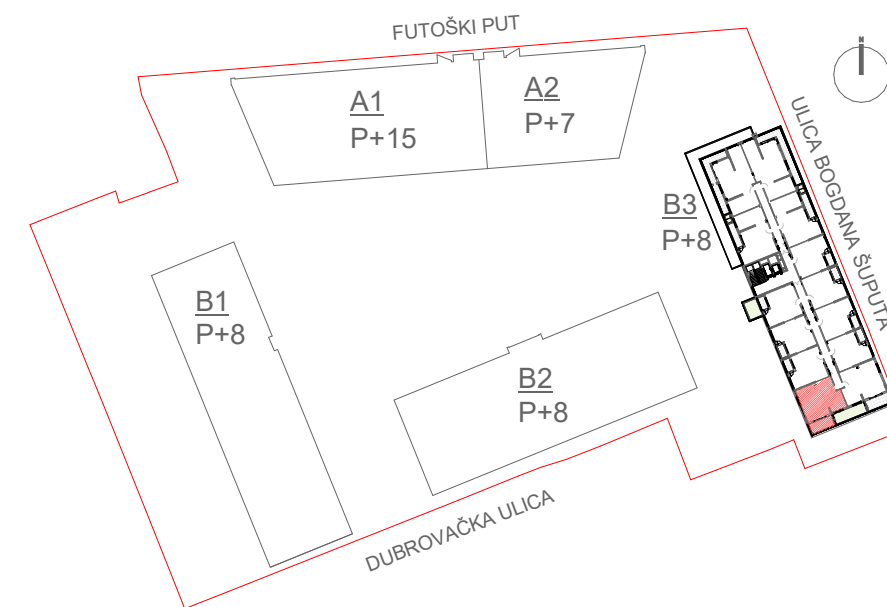 FUTOŠKI PUT
N
A1
P+15
A2
P+7
ULICA BOGDANA ŠUPUTA
B3
P+8
B1
P+8
B2
P+8
DUBROVAČKA ULICA